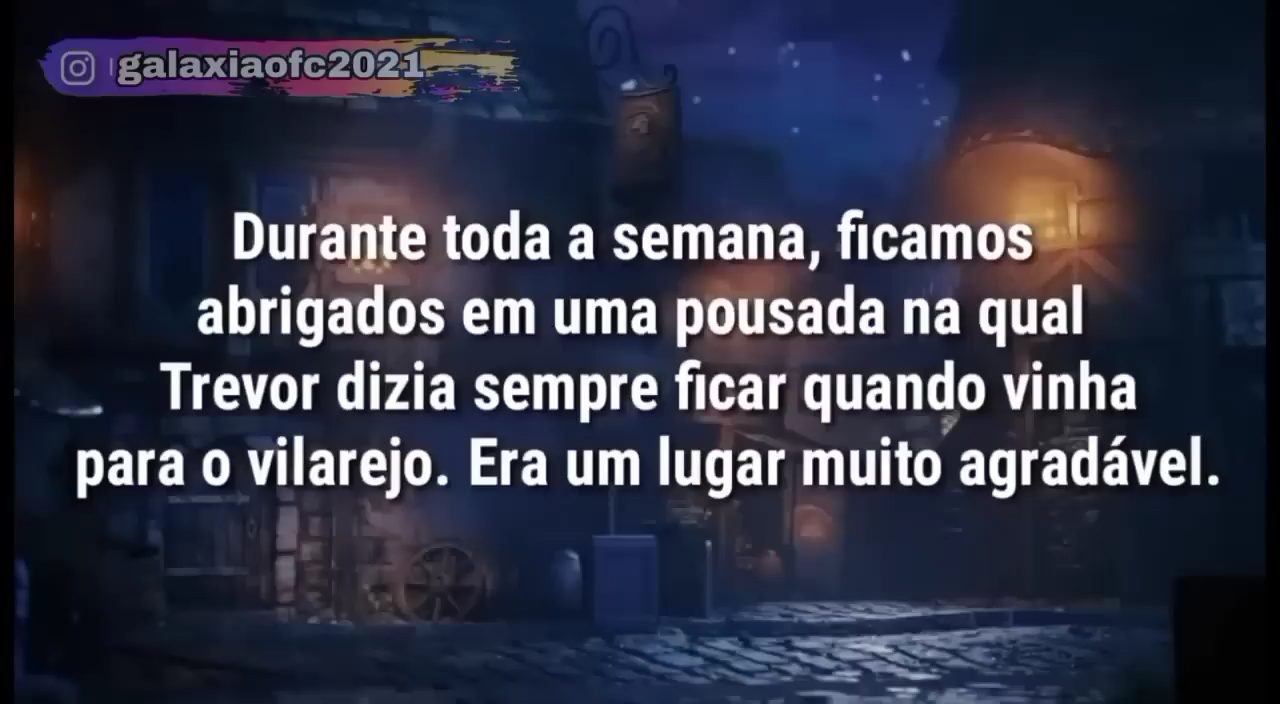 galaxiaofc2021
Durante toda a semana, ficamos
abrigados em uma pousada na qual
Trevor dizia sempre ficar quando vinha
para o vilarejo. Era um lugar muito agradável.